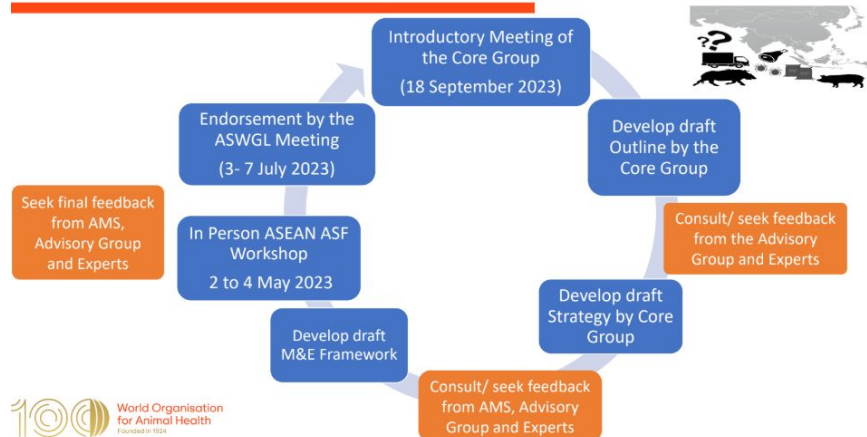 Introductory Meeting of
the Core Group
(18 September 2023)
Develop draft
Outline by the
Core Group
Consult/ seek feedback
from the Advisory
Group and Experts
Develop draft
Strategy by Core
Group
Consult/ seek feedback
from AMS, Advisory
Group and Experts
Develop draft
M&E Framework
In Person ASEAN ASF
Workshop
2 to 4 May 2023
Seek final feedback
from AMS,
Advisory Group
and Experts
Endorsement by the
ASWGL Meeting
(3- 7 July 2023)
??
100
World Organisation
for Animal Health
Founded in 1924